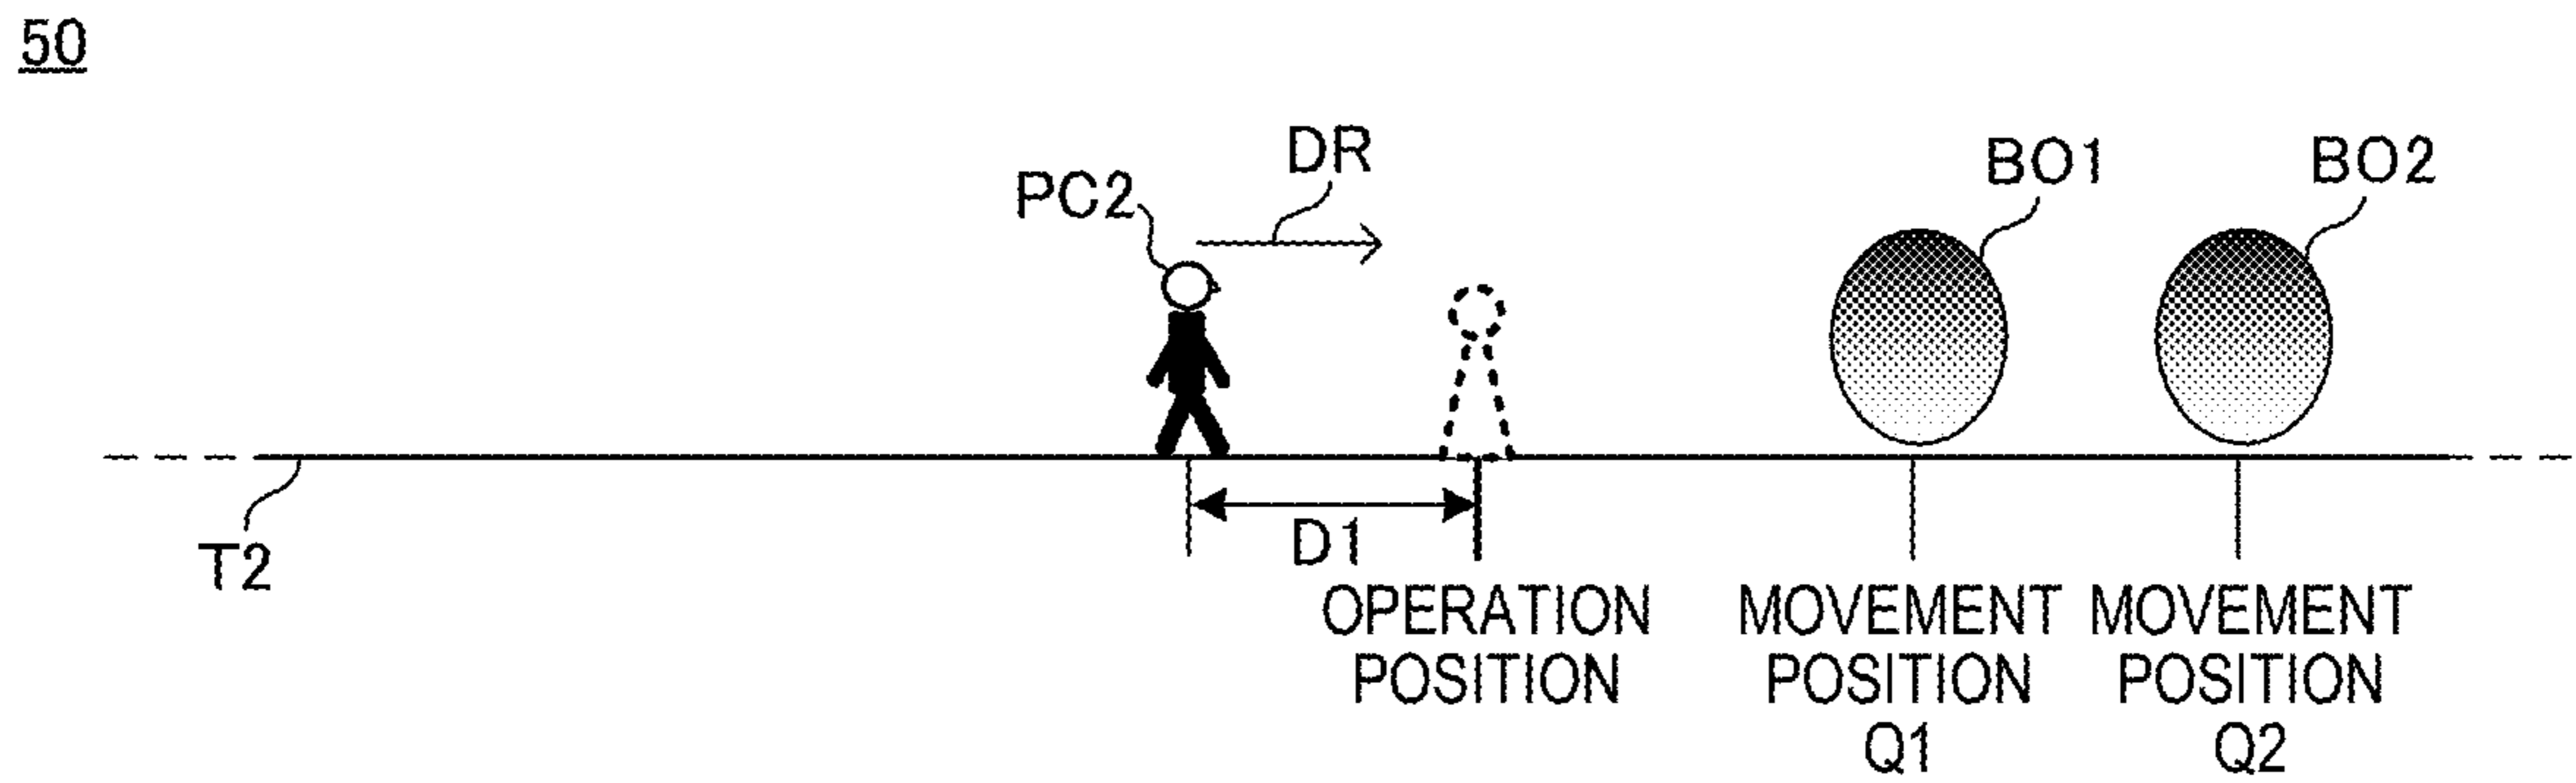 50
DR
PC2
BO1
BO2
T2
D1
OPERATION
POSITION
MOVEMENT
POSITION
Q1
MOVEMENT
POSITION
Q2